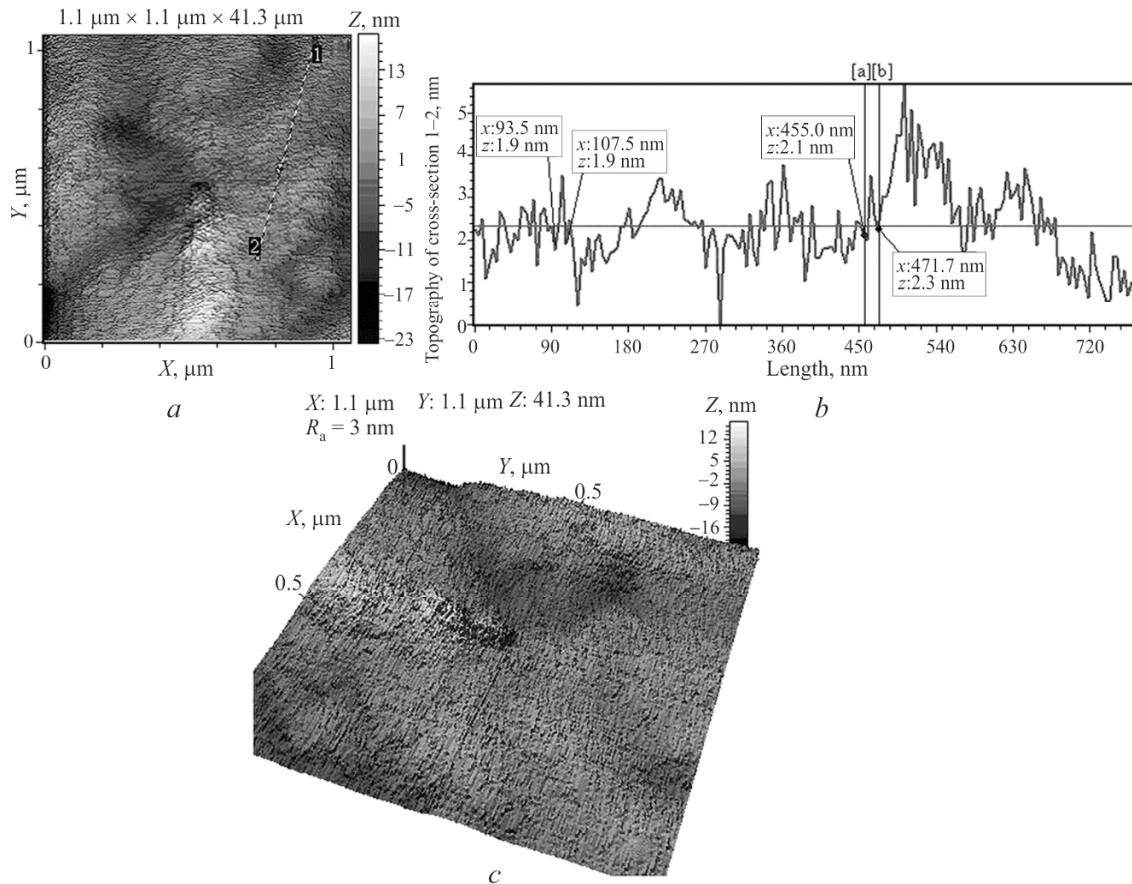 1.1 µm × 1.1 µm × 41.3 µm
Z, nm
1
Y, µm
0
1
2
0
1
X, µm
13
7
1
−5
−11
−17
−23
a
[a][b]
Topography of cross-section 1–2, nm
5
4
3
2
1
0
x:93.5 nm
z:1.9 nm
x:107.5 nm
z:1.9 nm
x:455.0 nm
z:2.1 nm
x:471.7 nm
z:2.3 nm
0 90 180 270 360 450 540 630 720
Length, nm
b
X: 1.1 µm Y: 1.1 µm Z: 41.3 nm
Rₐ = 3 nm
Z, nm
12
5
−2
−9
−16
0
Y, µm
0.5
X, µm
0.5
c